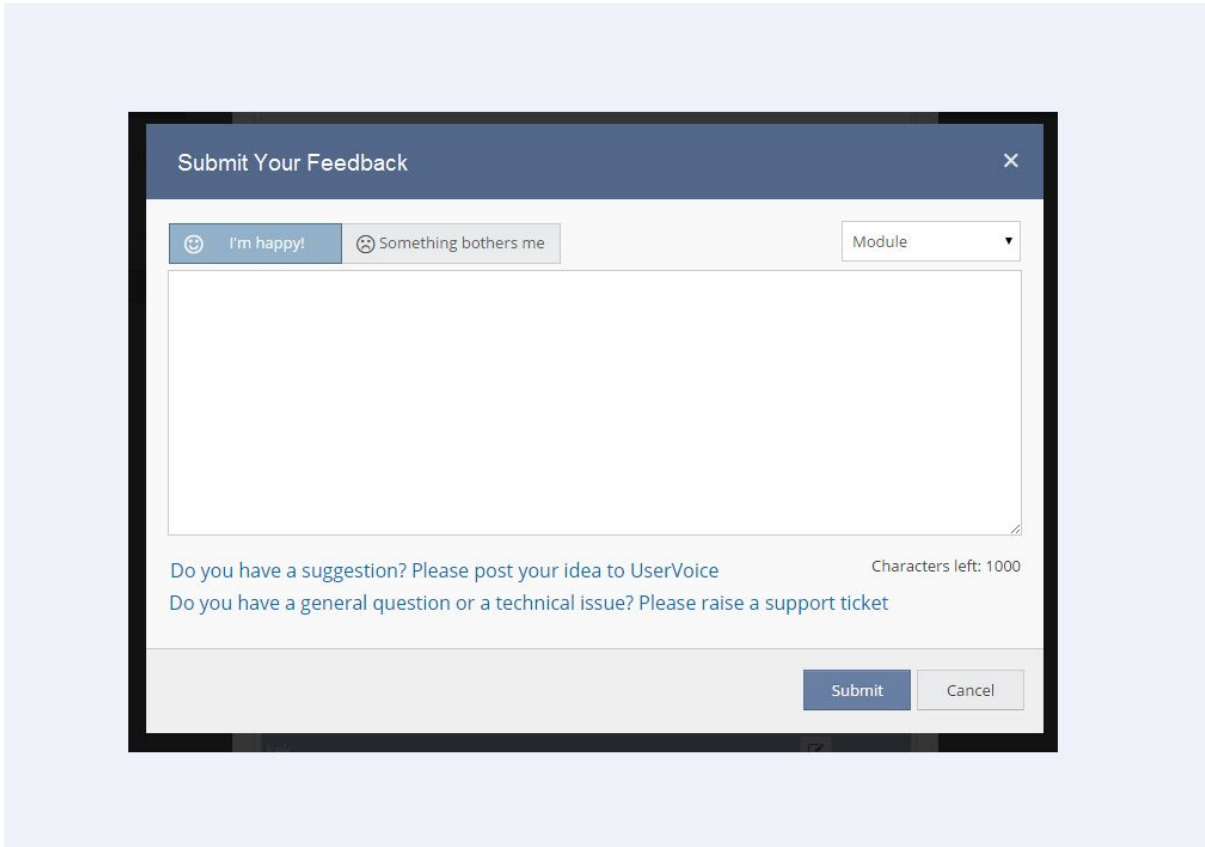 Submit Your Feedback
I'm happy! Something bothers me Module
Do you have a suggestion? Please post your idea to UserVoice
Characters left: 1000
Do you have a general question or a technical issue? Please raise a support ticket
Submit Cancel